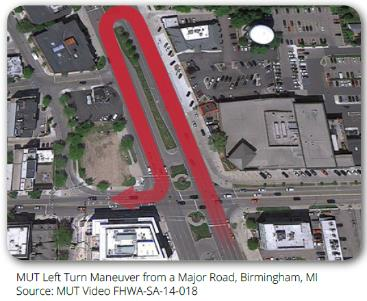 MUT Left Turn Maneuver from a Major Road, Birmingham, MI
Source: MUT Video FHWA-SA-14-018